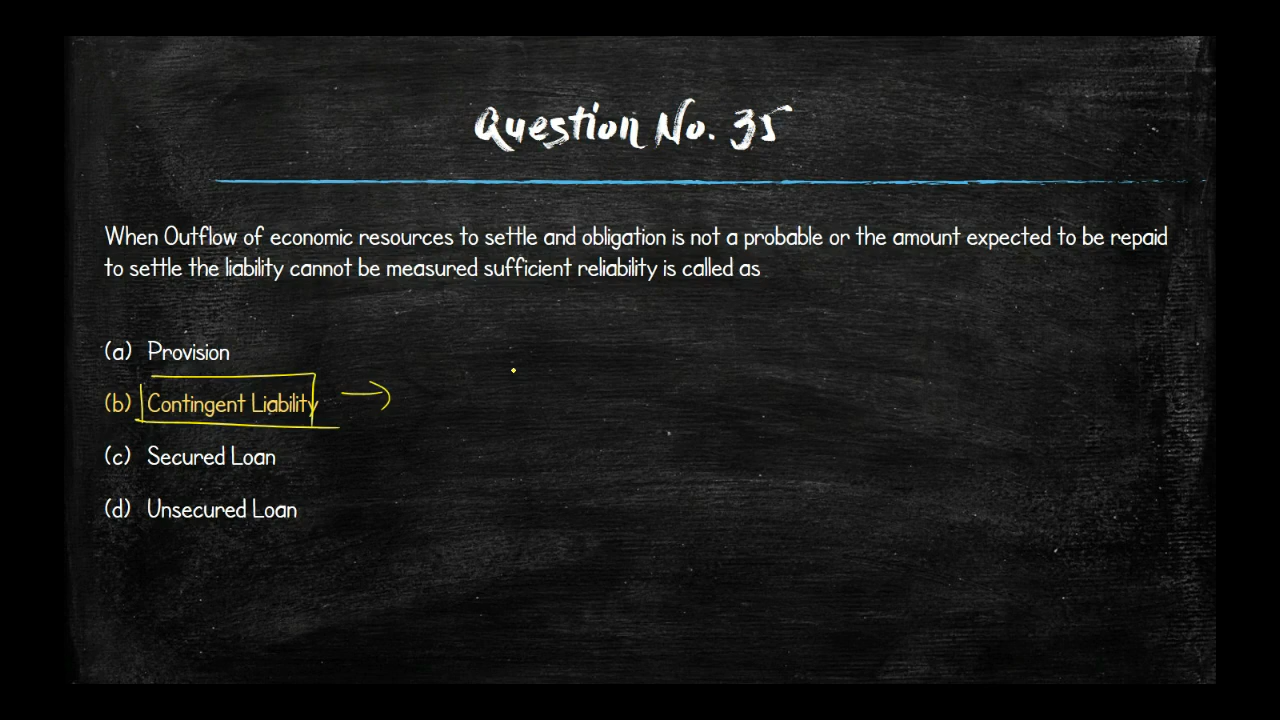 Question No. 35
When Outflow of economic resources to settle and obligation is not a probable or the amount expected to be repaid
to settle the liability cannot be measured sufficient reliability is called as
(a) Provision
(b) Contingent Liability
(c) Secured Loan
(d) Unsecured Loan